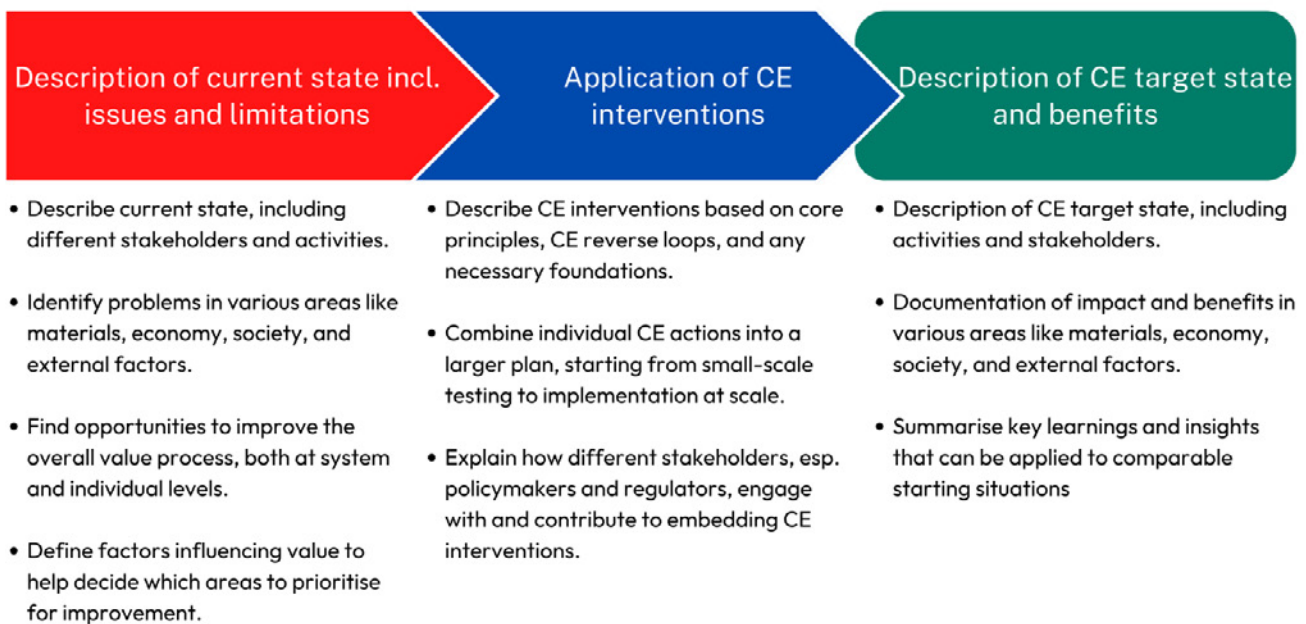 Description of current state incl.
issues and limitations
Application of CE
interventions
Description of CE target state
and benefits
• Describe current state, including
different stakeholders and activities.
• Identify problems in various areas like
materials, economy, society, and
external factors.
• Find opportunities to improve the
overall value process, both at system
and individual levels.
• Define factors influencing value to
help decide which areas to prioritise
for improvement.
• Describe CE interventions based on core
principles, CE reverse loops, and any
necessary foundations.
• Combine individual CE actions into a
larger plan, starting from small-scale
testing to implementation at scale.
• Explain how different stakeholders, esp.
policymakers and regulators, engage
with and contribute to embedding CE
interventions.
• Description of CE target state, including
activities and stakeholders.
• Documentation of impact and benefits in
various areas like materials, economy,
society, and external factors.
• Summarise key learnings and insights
that can be applied to comparable
starting situations